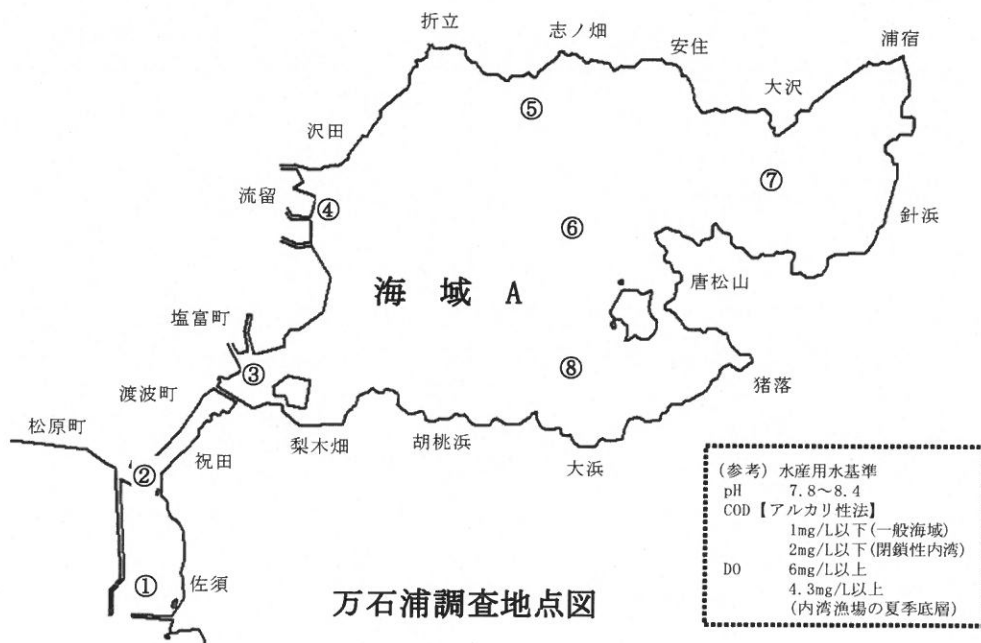 折立
志ノ畑
安住
浦宿
大沢
⑤
沢田
⑦
流留
④
針浜
⑥
唐松山
海 域 A
塩富町
③
⑧
猪落
渡波町
松原町
梨木畑
胡桃浜
祝田
大浜
②
(参考) 水産用水基準
pH 7.8～8.4
COD【アルカリ性法】
1mg/L以下(一般海域)
2mg/L以下(閉鎖性内湾)
DO 6mg/L以上
4.3mg/L以上
(内湾漁場の夏季底層)
①
佐須
万石浦調査地点図